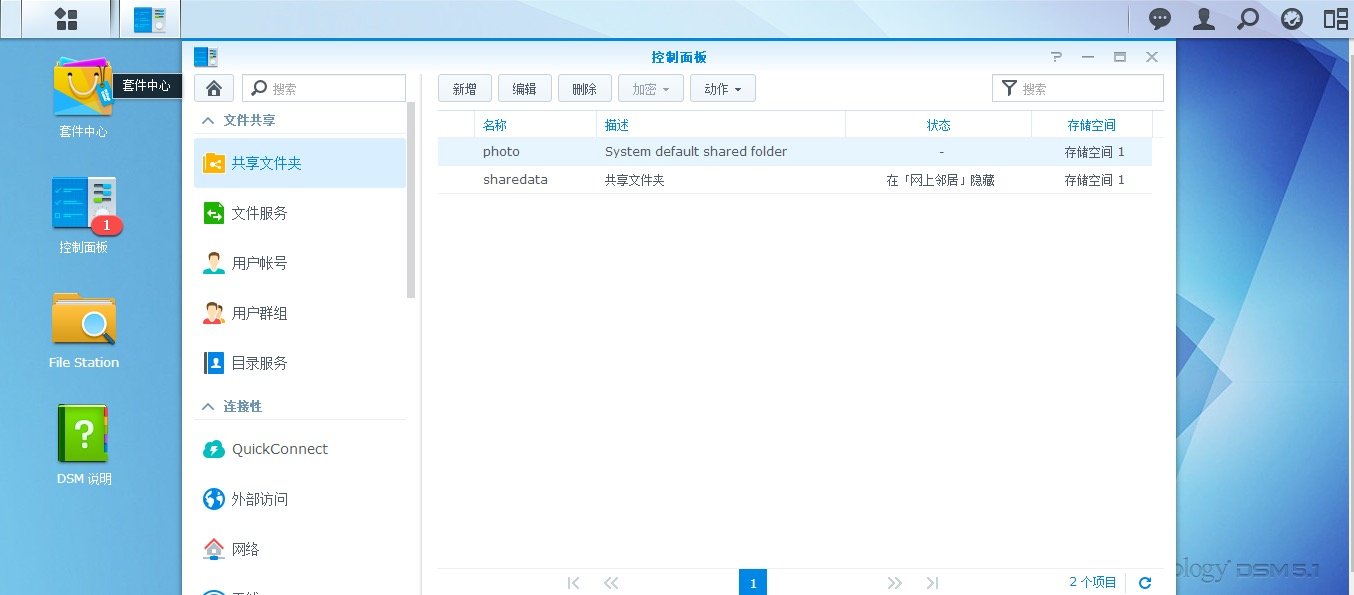 套件中心
套件中心
控制面板
1
File Station
DSM 说明
控制面板
搜索
文件共享
共享文件夹
文件服务
用户帐号
用户群组
目录服务
连接性
QuickConnect
外部访问
网络
新增 编辑 删除 加密 动作
搜索
名称 描述 状态 存储空间
photo System default shared folder - 存储空间 1
sharedata 共享文件夹 在「网上邻居」隐藏 存储空间 1
1
2 个项目
ology DSM 5.1